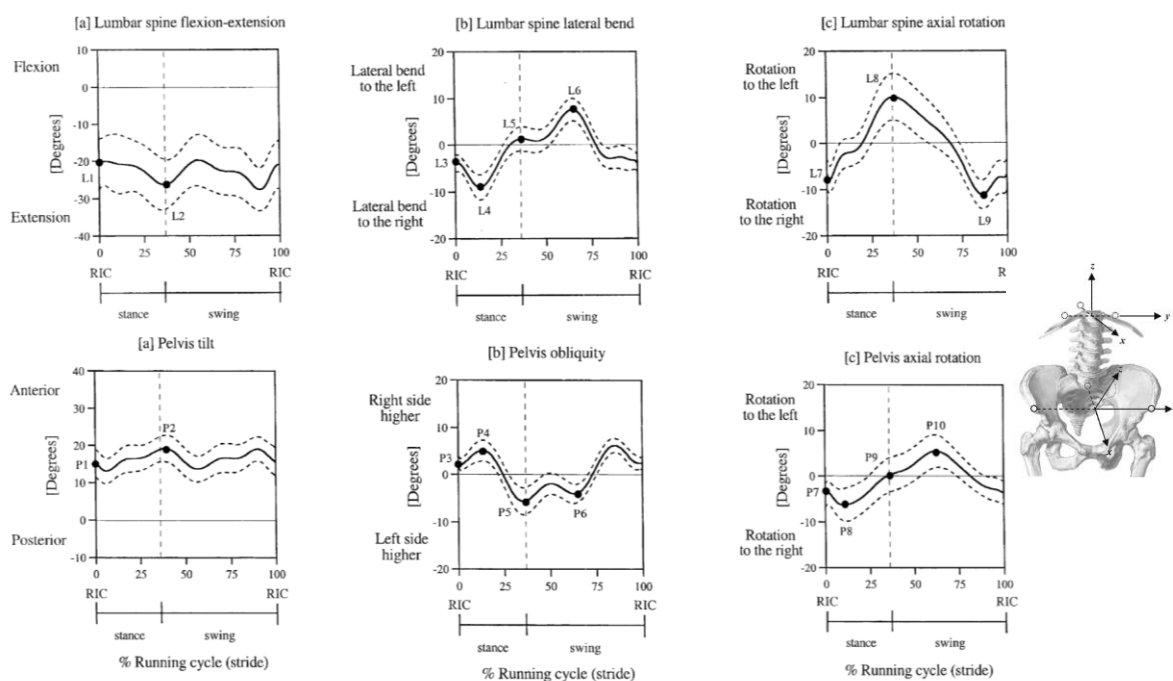 [a] Lumbar spine flexion-extension
10
Flexion
0
-10
[Degrees]
-20
L1
-30
L2
Extension
-40
0
25
50
75
100
RIC
RIC
stance
swing
[b] Lumbar spine lateral bend
20
Lateral bend
to the left
10
L6
L5
0
[Degrees]
L3
-10
L4
Lateral bend
to the right
-20
0
25
50
75
100
RIC
RIC
stance
swing
[c] Lumbar spine axial rotation
20
Rotation
to the left
L8
10
0
[Degrees]
L7
-10
L9
Rotation
to the right
-20
0
25
50
75
100
RIC
R
stance
swing
z
y
x
[a] Pelvis tilt
40
Anterior
30
P2
20
[Degrees]
P1
10
0
Posterior
-10
0
25
50
75
100
RIC
RIC
stance
swing
% Running cycle (stride)
[b] Pelvis obliquity
20
Right side
higher
10
P4
P3
0
[Degrees]
P5
P6
-10
Left side
higher
-20
0
25
50
75
100
RIC
RIC
stance
swing
% Running cycle (stride)
[c] Pelvis axial rotation
20
Rotation
to the left
10
P10
P9
0
[Degrees]
P7
P8
-10
Rotation
to the right
-20
0
25
50
75
100
RIC
RIC
stance
swing
% Running cycle (stride)
z
x